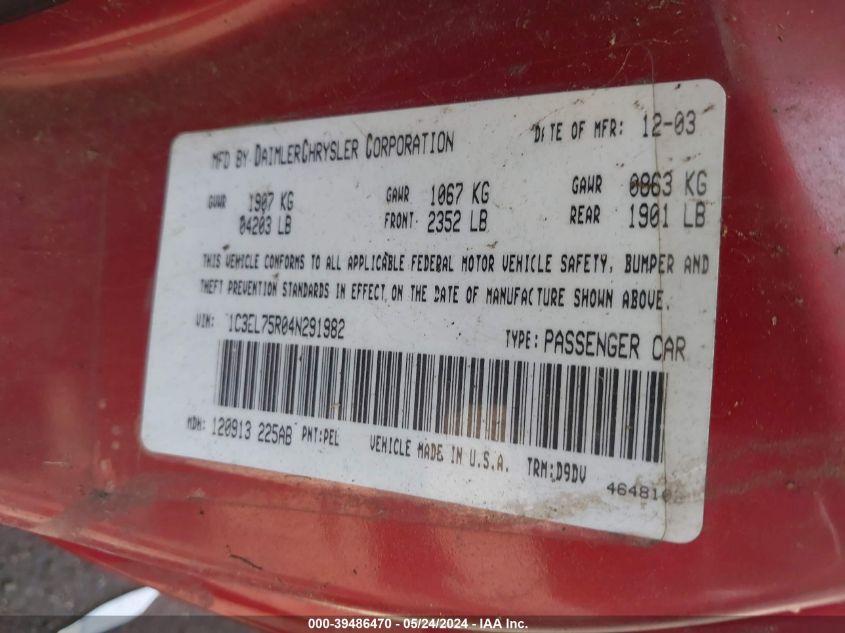 MFD BY DAIMLERCHRYSLER CORPORATION DATE OF MFR: 12-03
GVWR 1907 KG GAWR 1067 KG GAWR 0863 KG
04203 LB FRONT 2352 LB REAR 1901 LB
THIS VEHICLE CONFORMS TO ALL APPLICABLE FEDERAL MOTOR VEHICLE SAFETY, BUMPER AND
THEFT PREVENTION STANDARDS IN EFFECT ON THE DATE OF MANUFACTURE SHOWN ABOVE.
VIN: 1C3EL75R04N291982 TYPE: PASSENGER CAR
MDH: 120913 225AB PNT:PEL VEHICLE MADE IN U.S.A. TRM:D9DV
000-39486470 - 05/24/2024 - IAA Inc.